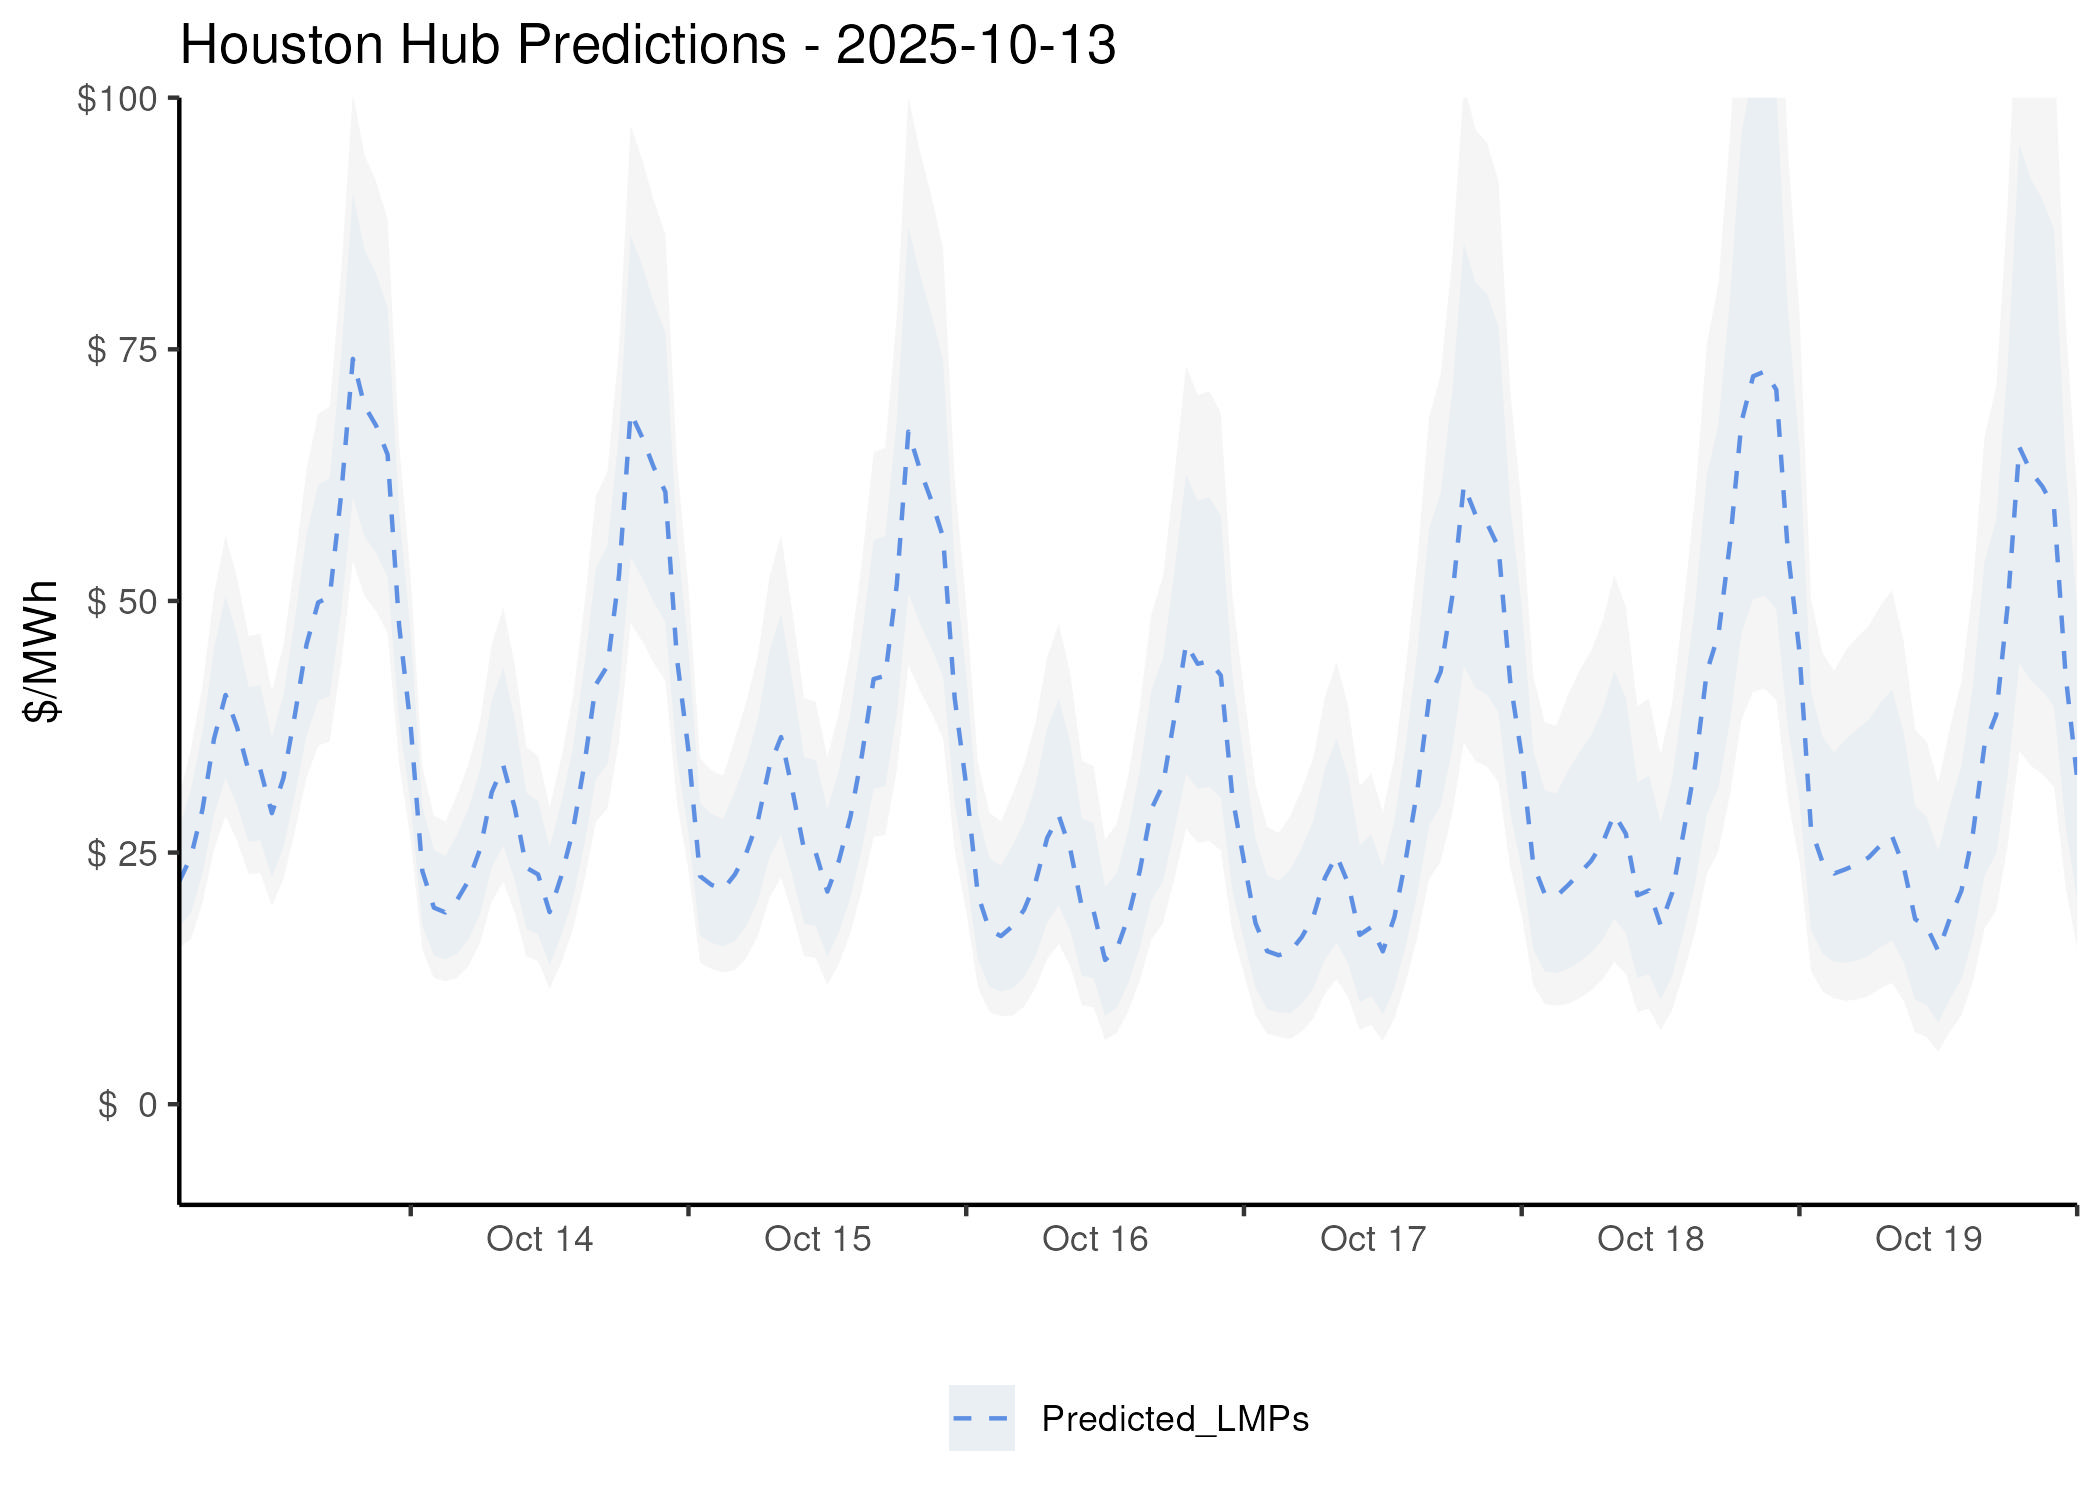 Houston Hub Predictions - 2025-10-13
$100
$ 75
$ 50
$ 25
$  0
$/MWh
Oct 14 Oct 15 Oct 16 Oct 17 Oct 18 Oct 19
Predicted_LMPs